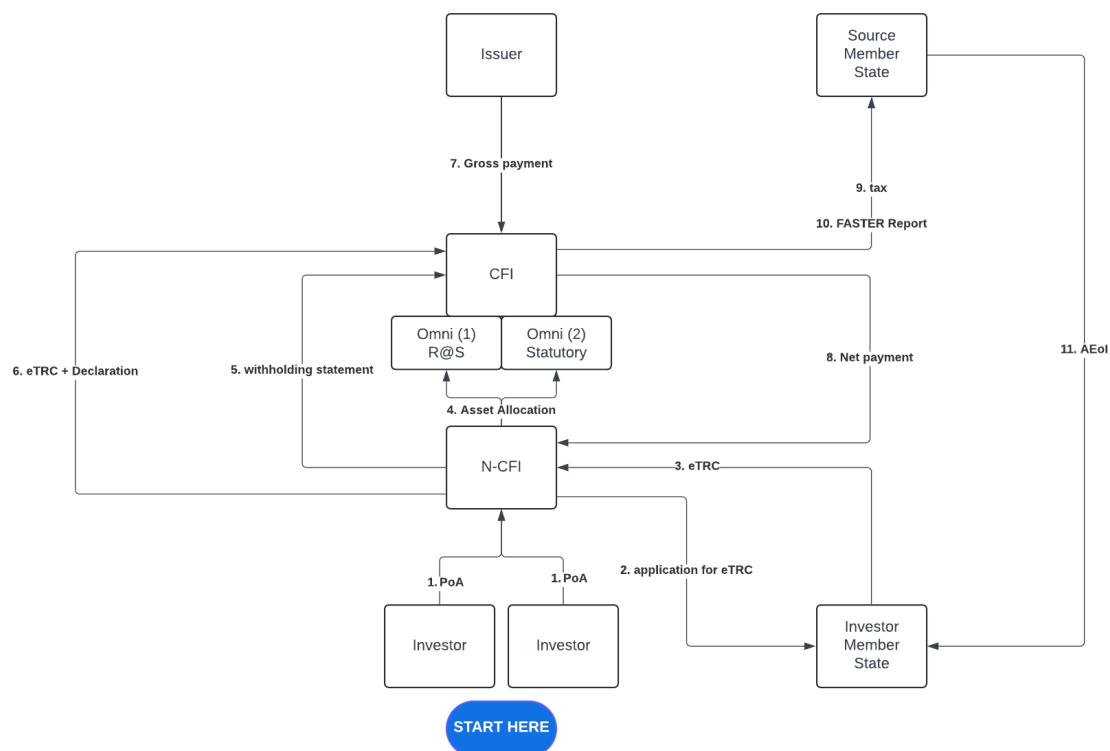 Issuer
Source
Member
State
7. Gross payment
9. tax
10. FASTER Report
CFI
Omni (1)
R@S
Omni (2)
Statutory
11. AEoI
8. Net payment
6. eTRC + Declaration
5. withholding statement
4. Asset Allocation
N-CFI
3. eTRC
2. application for eTRC
1. PoA
1. PoA
Investor
Investor
Investor
Member
State
START HERE